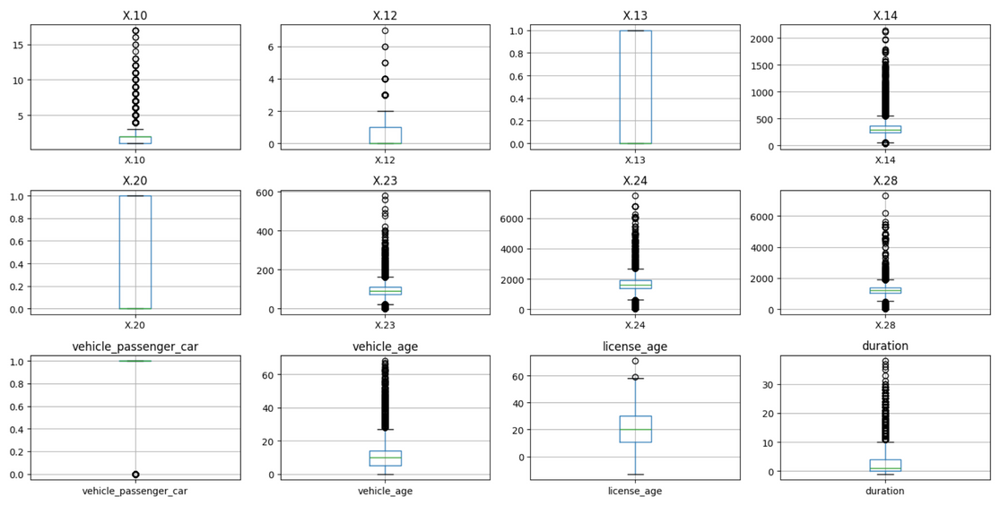 X.10 X.12 X.13 X.14
15 6 1.0 2000
10 4 0.8 1500
5 2 0.6 1000
0 0.4 500
0.2 0
0.0
X.10 X.12 X.13 X.14
X.20 X.23 X.24 X.28
1.0 600 6000 6000
0.8 400 4000 4000
0.6 200 2000 2000
0.4 0 0 0
0.2
0.0
X.20 X.23 X.24 X.28
vehicle_passenger_car vehicle_age license_age duration
1.0 60 60 30
0.8 40 40 20
0.6 20 20 10
0.4 0 0 0
0.2
0.0
vehicle_passenger_car vehicle_age license_age duration